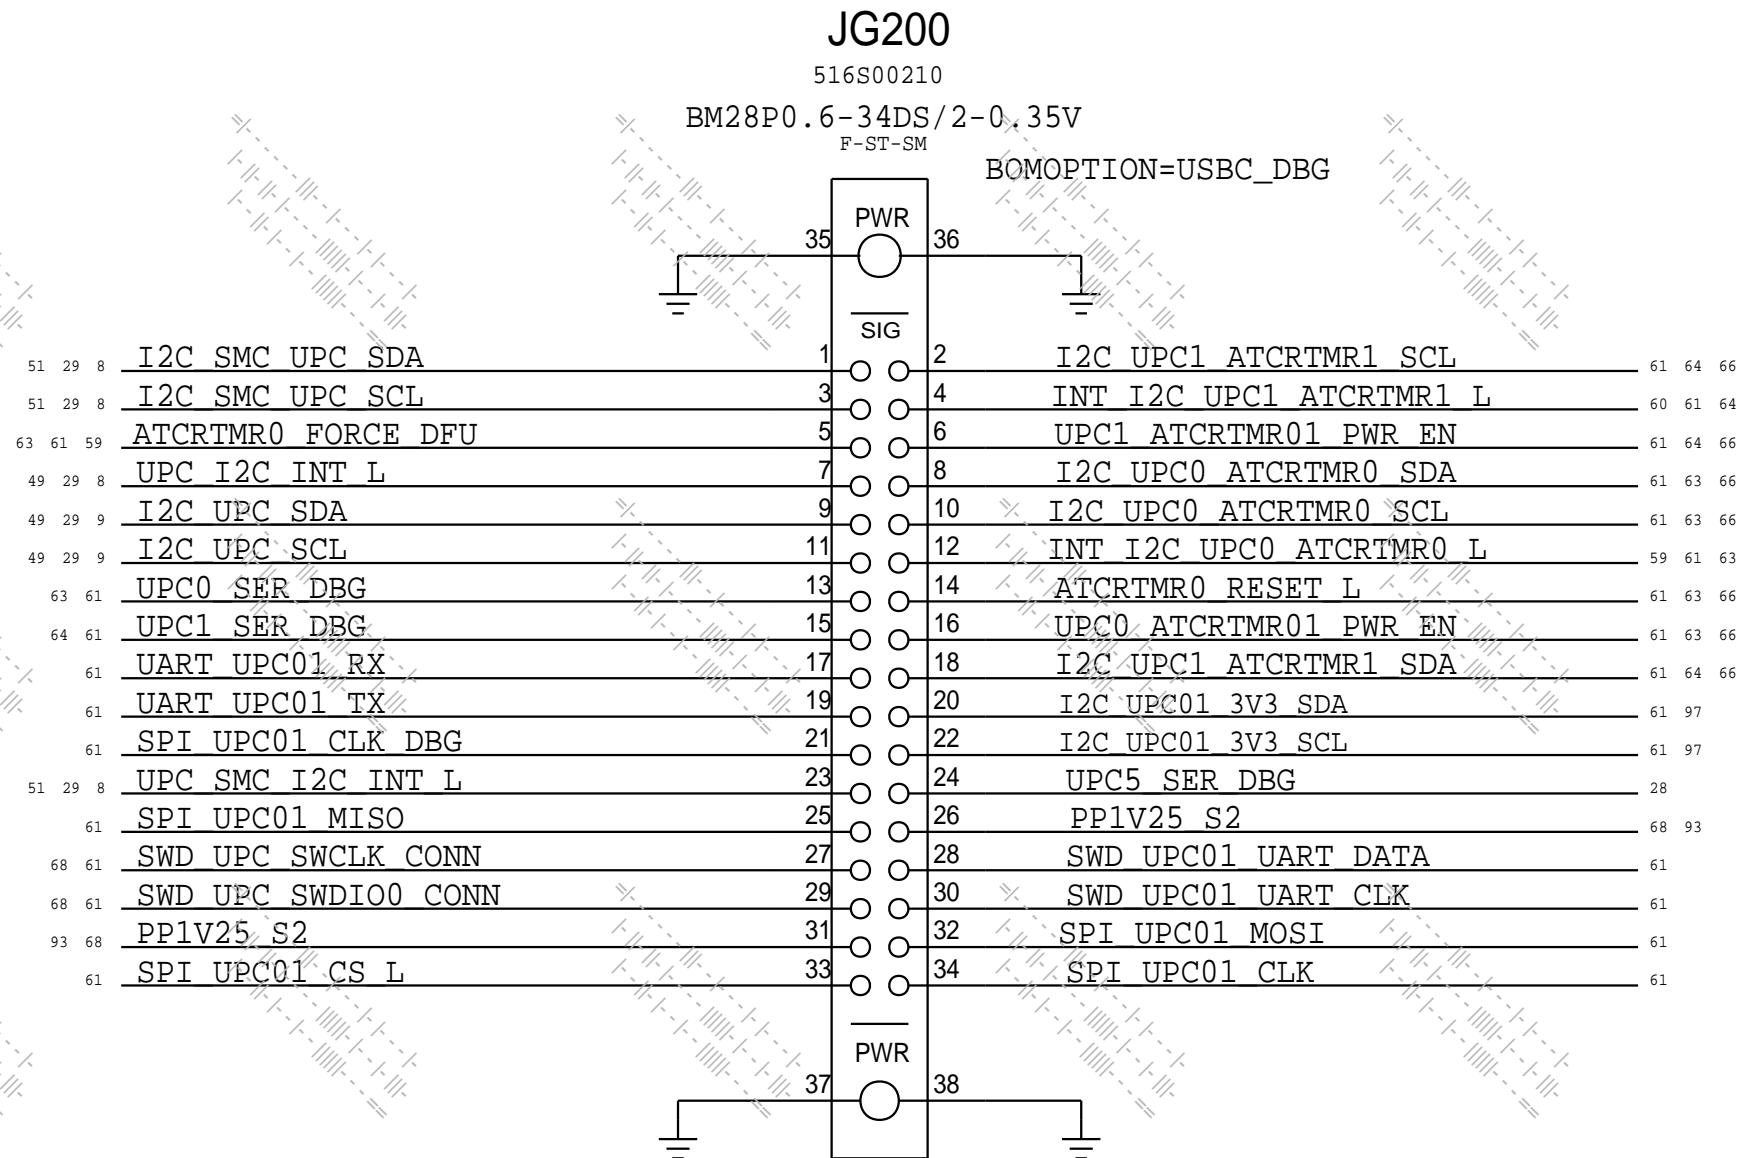 JG200
516S00210
BM28P0.6-34DS/2-0.35V
F-ST-SM
BOMOPTION=USBC_DBG
PWR
35 36
SIG
51 29 8 I2C_SMC_UPC_SDA 1 2 I2C_UPC1_ATCRTMR1_SCL 61 64 66
51 29 8 I2C_SMC_UPC_SCL 3 4 INT_I2C_UPC1_ATCRTMR1_L 60 61 64
63 61 59 ATCRTMR0_FORCE_DFU 5 6 UPC1_ATCRTMR01_PWR_EN 61 64 66
49 29 8 UPC_I2C_INT_L 7 8 I2C_UPC0_ATCRTMR0_SDA 61 63 66
49 29 9 I2C_UPC_SDA 9 10 I2C_UPC0_ATCRTMR0_SCL 61 63 66
49 29 9 I2C_UPC_SCL 11 12 INT_I2C_UPC0_ATCRTMR0_L 59 61 63
63 61 UPC0_SER_DBG 13 14 ATCRTMR0_RESET_L 61 63 66
64 61 UPC1_SER_DBG 15 16 UPC0_ATCRTMR01_PWR_EN 61 63 66
61 UART_UPC01_RX 17 18 I2C_UPC1_ATCRTMR1_SDA 61 64 66
61 UART_UPC01_TX 19 20 I2C_UPC01_3V3_SDA 61 97
61 SPI_UPC01_CLK_DBG 21 22 I2C_UPC01_3V3_SCL 61 97
51 29 8 UPC_SMC_I2C_INT_L 23 24 UPC5_SER_DBG 28
61 SPI_UPC01_MISO 25 26 PP1V25_S2 68 93
68 61 SWD_UPC_SWCLK_CONN 27 28 SWD_UPC01_UART_DATA 61
68 61 SWD_UPC_SWDIO0_CONN 29 30 SWD_UPC01_UART_CLK 61
93 68 PP1V25_S2 31 32 SPI_UPC01_MOSI 61
61 SPI_UPC01_CS_L 33 34 SPI_UPC01_CLK 61
PWR
37 38